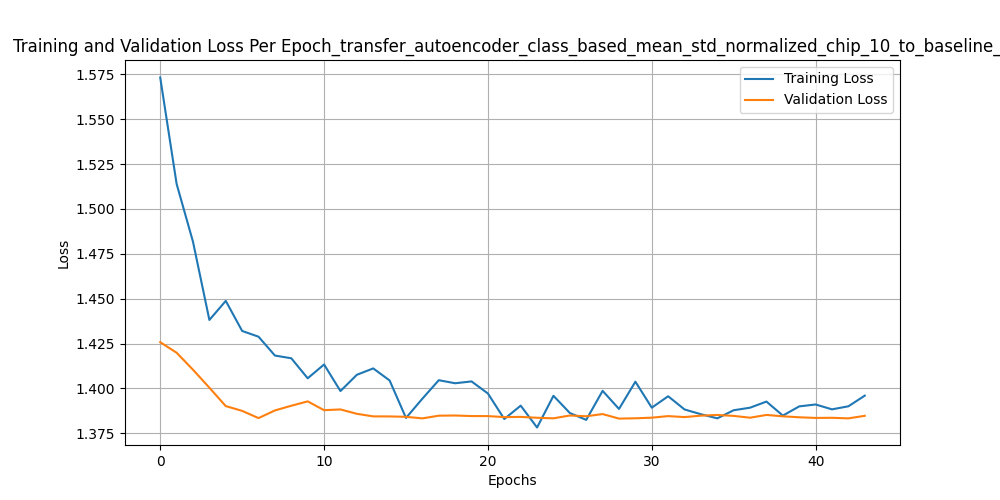 Training and Validation Loss Per Epoch_transfer_autoencoder_class_based_mean_std_normalized_chip_10_to_baseline_
Training Loss
Validation Loss
1.575
1.550
1.525
1.500
1.475
1.450
1.425
1.400
1.375
Loss
0
10
20
30
40
Epochs